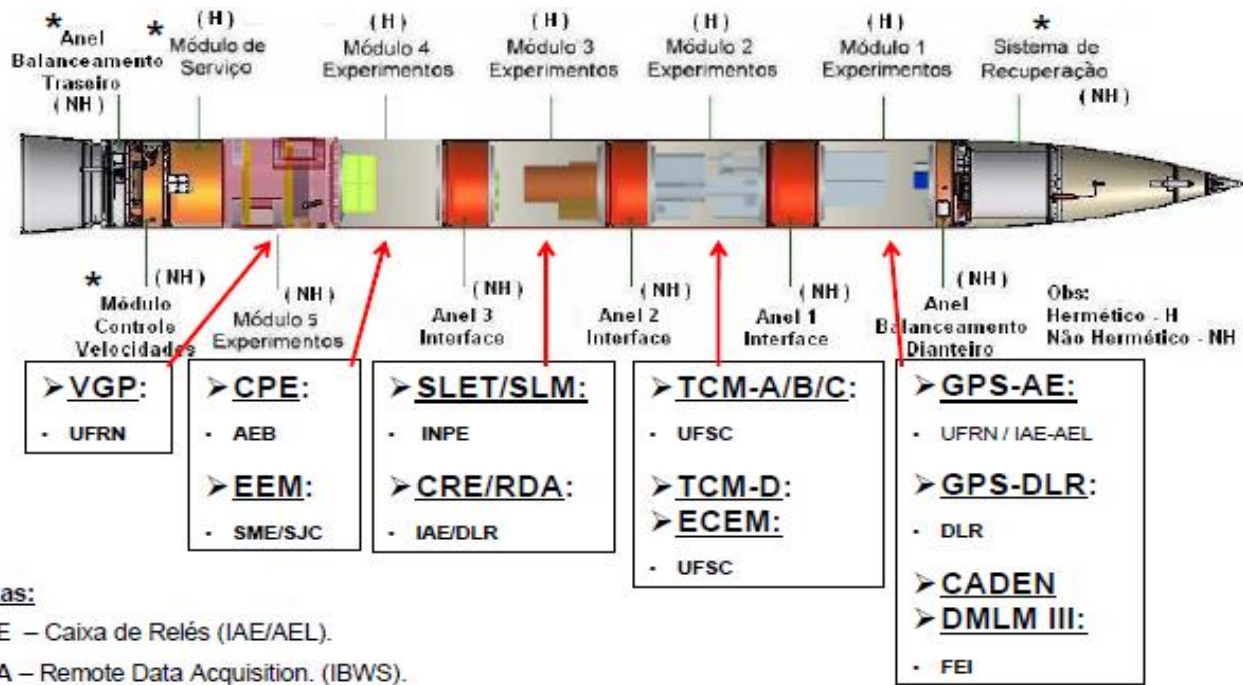 * Anel
Balanceamento
Traseiro
( NH )
* ( H )
Módulo de
Serviço
( H )
Módulo 4
Experimentos
( H )
Módulo 3
Experimentos
( H )
Módulo 2
Experimentos
( H )
Módulo 1
Experimentos
*
Sistema de
Recuperação
( NH )
* ( NH )
Módulo
Controle
Velocidades
( NH )
Módulo 5
Experimentos
( NH )
Anel 3
Interface
( NH )
Anel 2
Interface
( NH )
Anel 1
Interface
( NH )
Anel
Balanceamento
Dianteiro
Obs:
Hermético - H
Não Hermético - NH
➤VGP:
- UFRN
➤CPE:
- AEB
➤EEM:
- SME/SJC
➤SLET/SLM:
- INPE
➤CRE/RDA:
- IAE/DLR
➤TCM-A/B/C:
- UFSC
➤TCM-D:
➤ECEM:
- UFSC
➤GPS-AE:
- UFRN / IAE-AEL
➤GPS-DLR:
- DLR
➤CADEN
➤DMLM III:
- FEI
as:
E – Caixa de Relés (IAE/AEL).
A – Remote Data Acquisition. (IBWS).